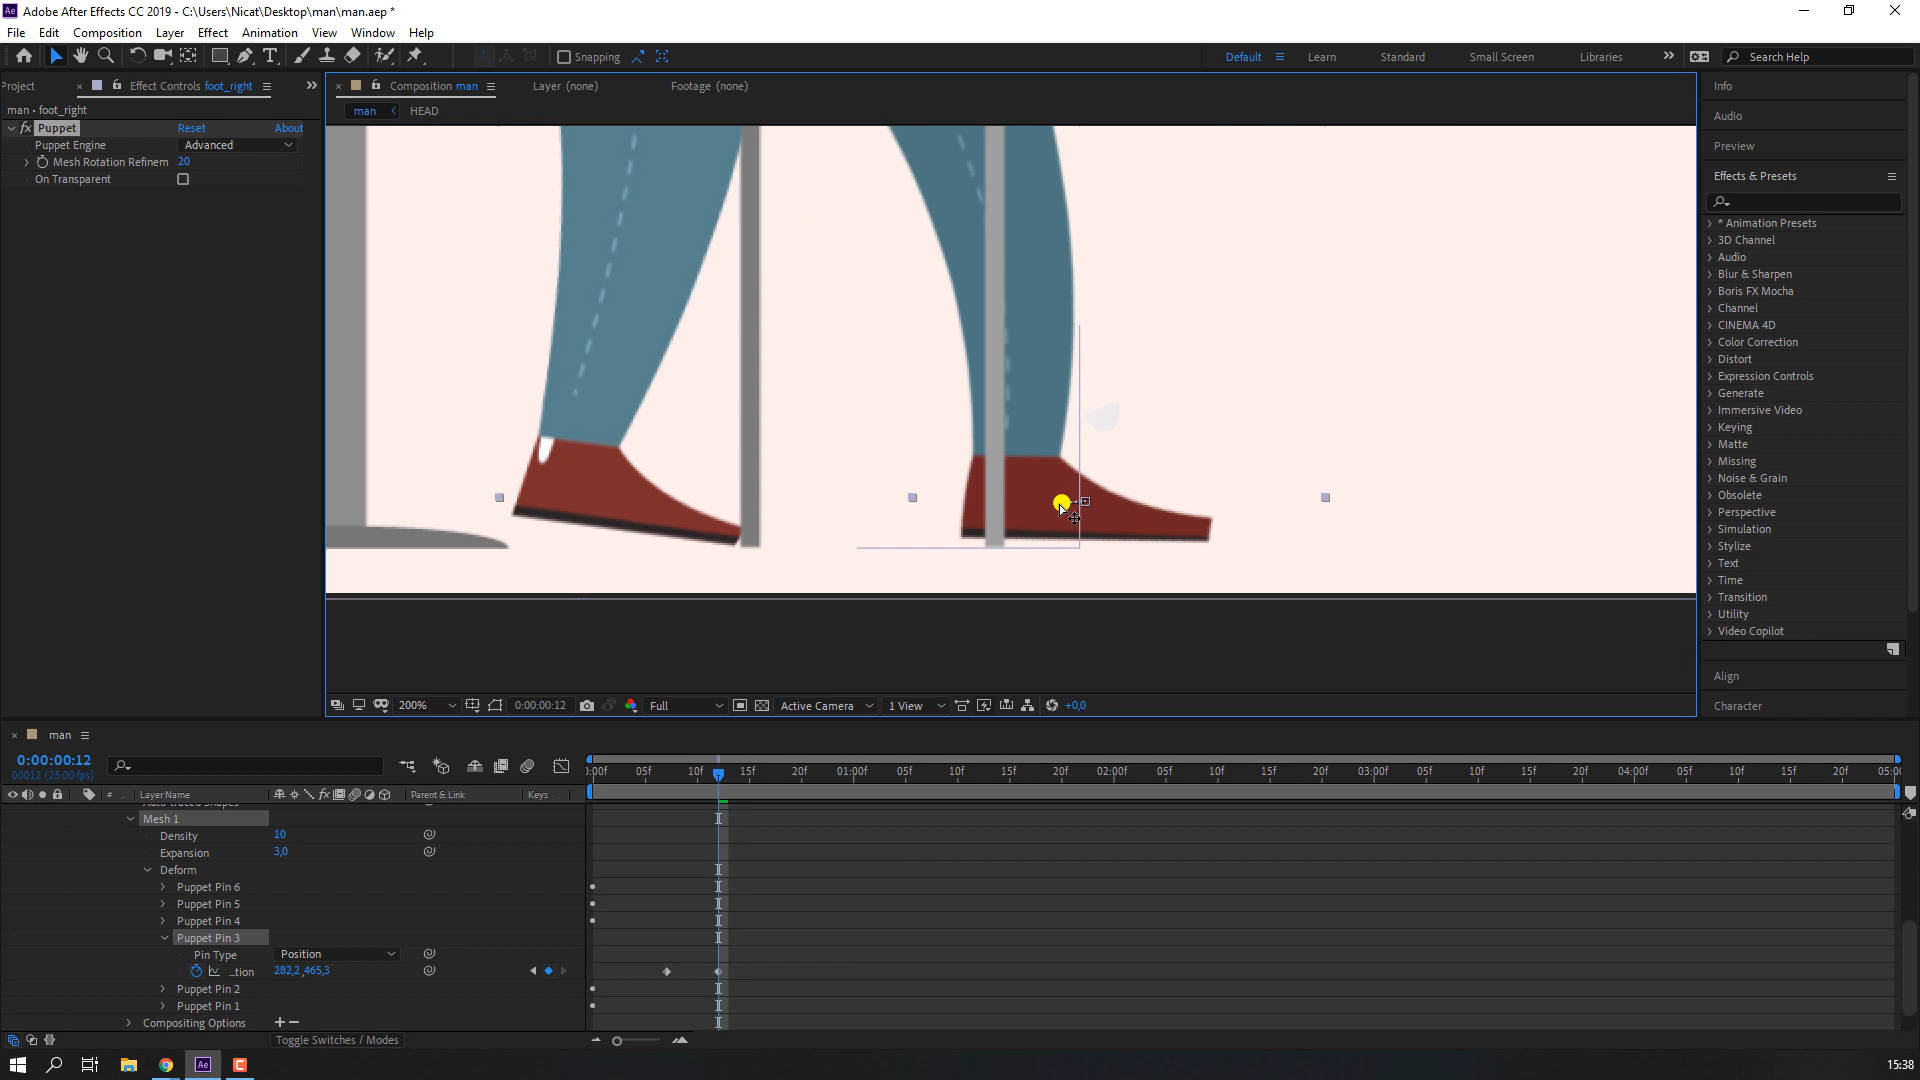 Adobe After Effects CC 2019 - C:\Users\Nicat\Desktop\man\man.aep *
File Edit Composition Layer Effect Animation View Window Help
Snapping Default Learn Standard Small Screen Libraries Search Help
Project Effect Controls foot_right Composition man Layer (none) Footage (none) Info
man • foot_right man HEAD
Puppet Reset About Audio
Puppet Engine Advanced Preview
Mesh Rotation Refinem 20
On Transparent Effects & Presets
* Animation Presets
3D Channel
Audio
Blur & Sharpen
Boris FX Mocha
Channel
CINEMA 4D
Color Correction
Distort
Expression Controls
Generate
Immersive Video
Keying
Matte
Missing
Noise & Grain
Obsolete
Perspective
Simulation
Stylize
Text
Time
Transition
Utility
Video Copilot
Align
200% 0:00:00:12 Full Active Camera 1 View +0,0 Character
man
0:00:00:12
00012 (25.00 fps)
):00f 05f 10f 15f 20f 01:00f 05f 10f 15f 20f 02:00f 05f 10f 15f 20f 03:00f 05f 10f 15f 20f 04:00f 05f 10f 15f 20f 05:00
# Layer Name Parent & Link Keys
Mesh 1
Density 10
Expansion 3,0
Deform
Puppet Pin 6
Puppet Pin 5
Puppet Pin 4
Puppet Pin 3
Pin Type Position
...tion 282,2,465,3
Puppet Pin 2
Puppet Pin 1
Compositing Options + −
Toggle Switches / Modes
15:38